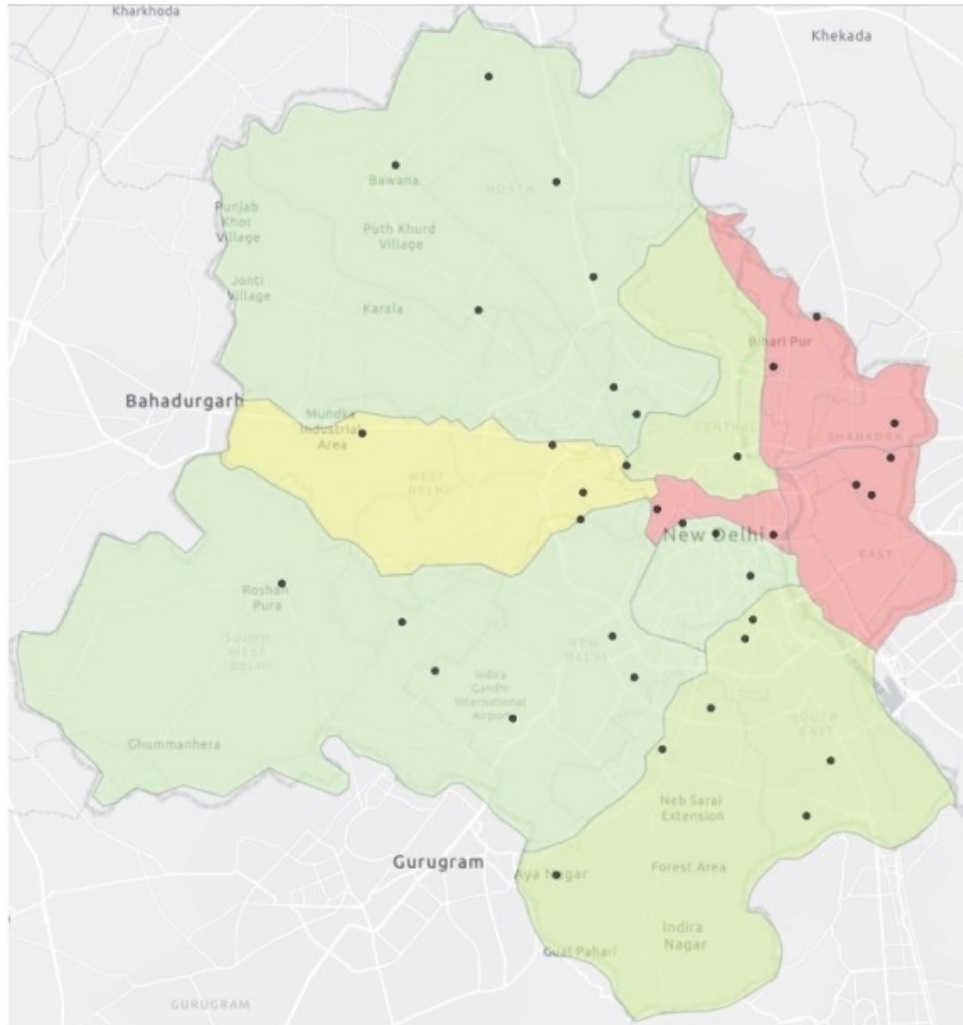 Kharkhoda
Khekada
Bawana
NORTH
Punjab
Khor
Village
Puth Khurd
Village
Jonti
Village
Karala
Bihari Pur
Bahadurgarh
Mundka
Industrial
Area
CENTRAL
SHAHADRA
WEST
DELHI
New Delhi
EAST
Roshan
Pura
SOUTH
WEST
DELHI
NEW
DELHI
Indira
Gandhi
International
Airport
SOUTH
EAST
Ghummanhera
Neb Sarai
Extension
Gurugram
Aya Nagar
Forest Area
Indira
Nagar
Gual Pahari
GURUGRAM